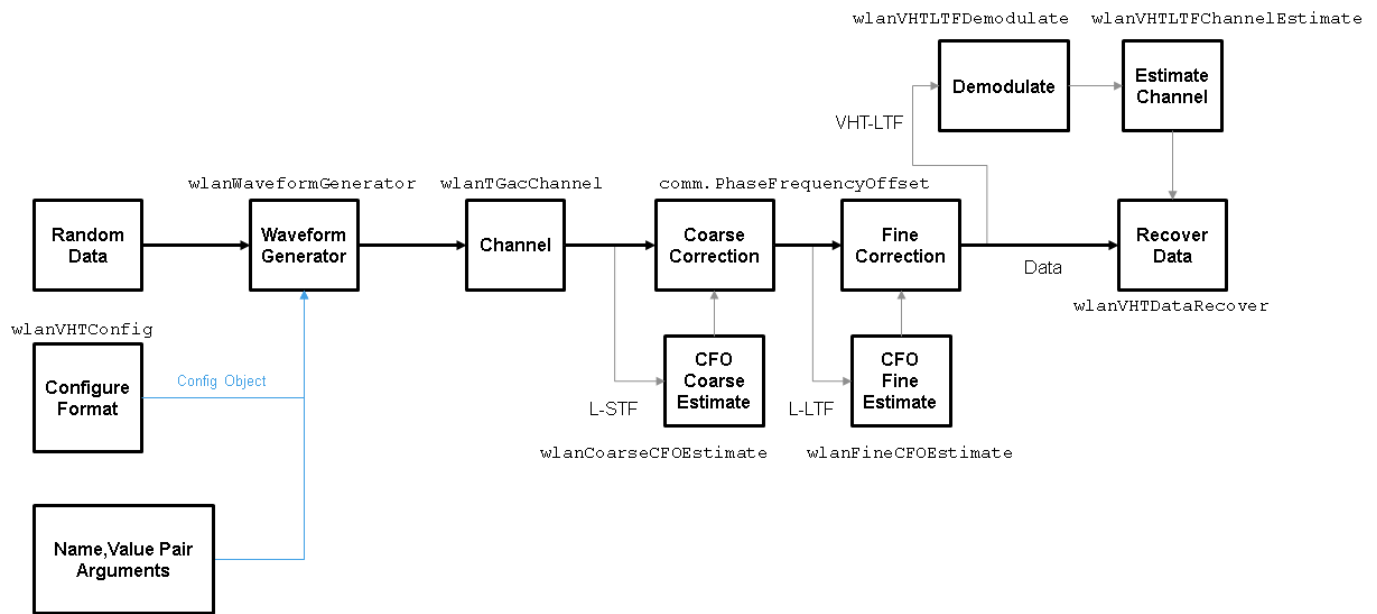 wlanVHTLTFDemodulate
wlanVHTLTFChannelEstimate
Demodulate
Estimate
Channel
VHT-LTF
wlanWaveformGenerator
wlanTGacChannel
comm.PhaseFrequencyOffset
Random
Data
Waveform
Generator
Channel
Coarse
Correction
Fine
Correction
Data
Recover
Data
wlanVHTDataRecover
wlanVHTConfig
Configure
Format
Config Object
L-STF
CFO
Coarse
Estimate
L-LTF
CFO
Fine
Estimate
wlanCoarseCFOEstimate
wlanFineCFOEstimate
Name,Value Pair
Arguments